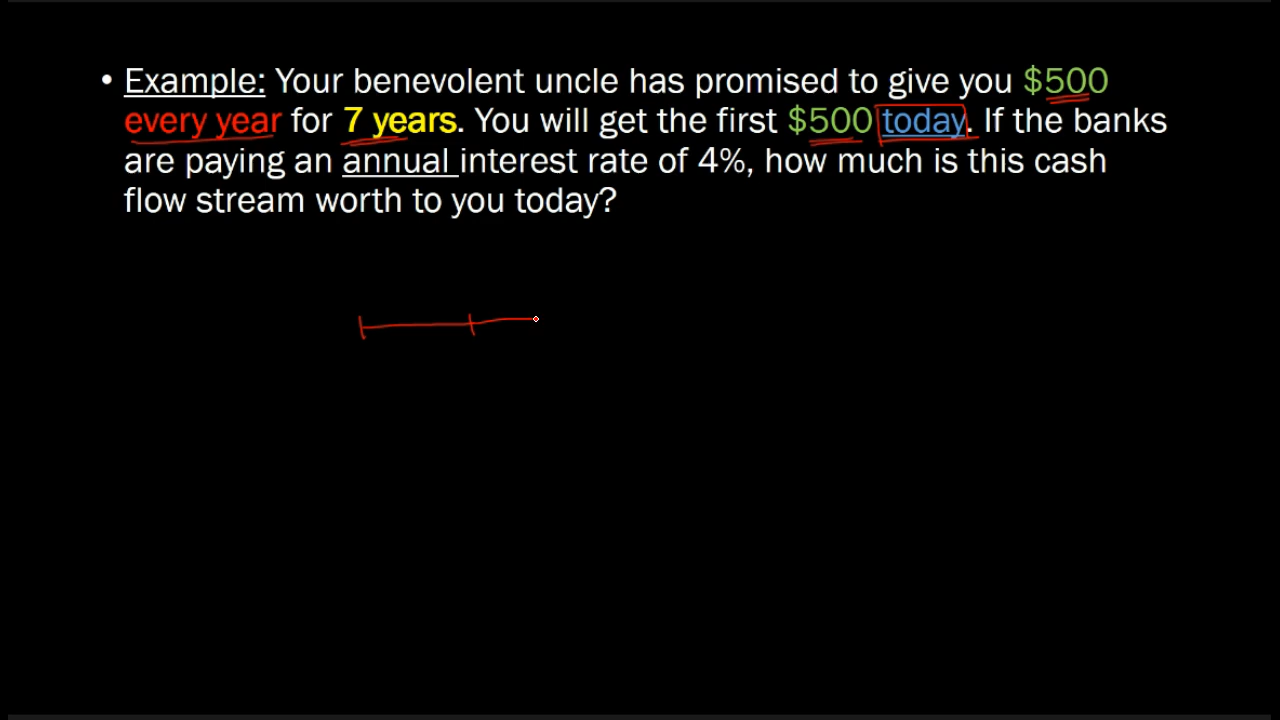 • Example: Your benevolent uncle has promised to give you $500
every year for 7 years. You will get the first $500 today. If the banks
are paying an annual interest rate of 4%, how much is this cash
flow stream worth to you today?